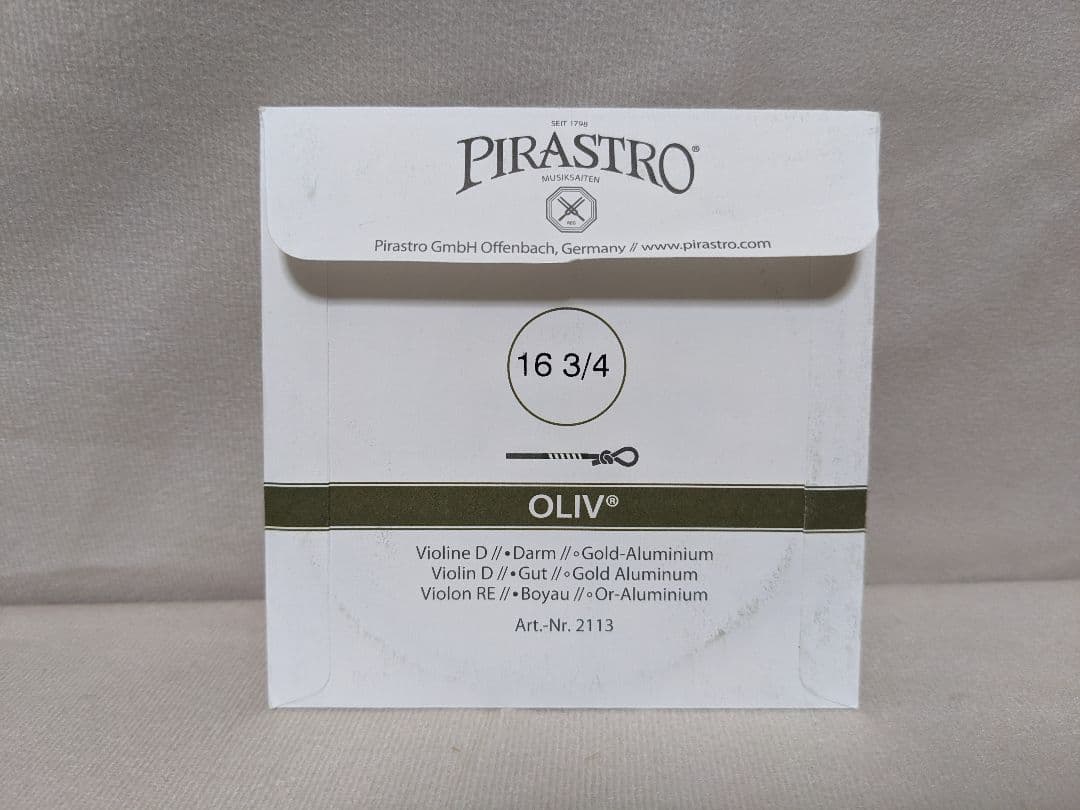 SEIT 1798
PIRASTRO®
MUSIKSAITEN
REG
Pirastro GmbH Offenbach, Germany // www.pirastro.com
16 3/4
OLIV®
Violine D // • Darm // ∘ Gold-Aluminium
Violin D // • Gut // ∘ Gold Aluminum
Violon RE // • Boyau // ∘ Or-Aluminium
Art.-Nr. 2113